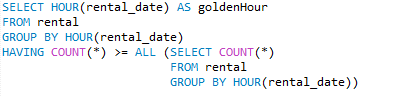 SELECT HOUR(rental_date) AS goldenHour
FROM rental
GROUP BY HOUR(rental_date)
HAVING COUNT(*) >= ALL (SELECT COUNT(*)
FROM rental
GROUP BY HOUR(rental_date))